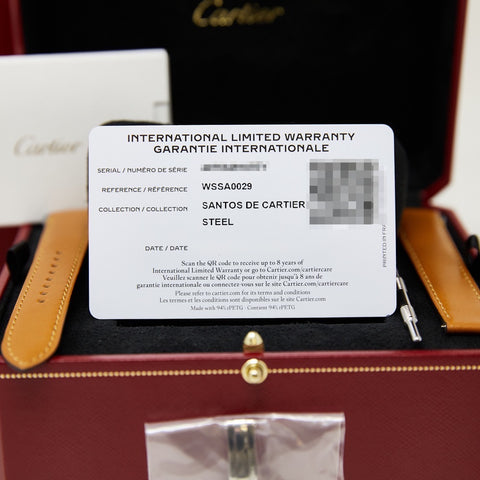 Cartier
Cartier
INTERNATIONAL LIMITED WARRANTY
GARANTIE INTERNATIONALE
SERIAL / NUMÉRO DE SÉRIE
REFERENCE / RÉFÉRENCE WSSA0029
COLLECTION / COLLECTION SANTOS DE CARTIER
STEEL
DATE / DATE
Scan the QR code to receive up to 8 years of
International Limited Warranty or go to Cartier.com/cartiercare
Veuillez scanner le QR code pour obtenir jusqu'à 8 ans de
garantie internationale ou connectez-vous sur le site Cartier.com/cartiercare
Please refer to cartier.com for its terms and conditions
Les termes et les conditions sont disponibles sur le site Cartier.com
Made with 94% rPETG - Contient 94% rPETG
PRINTED IN FRA